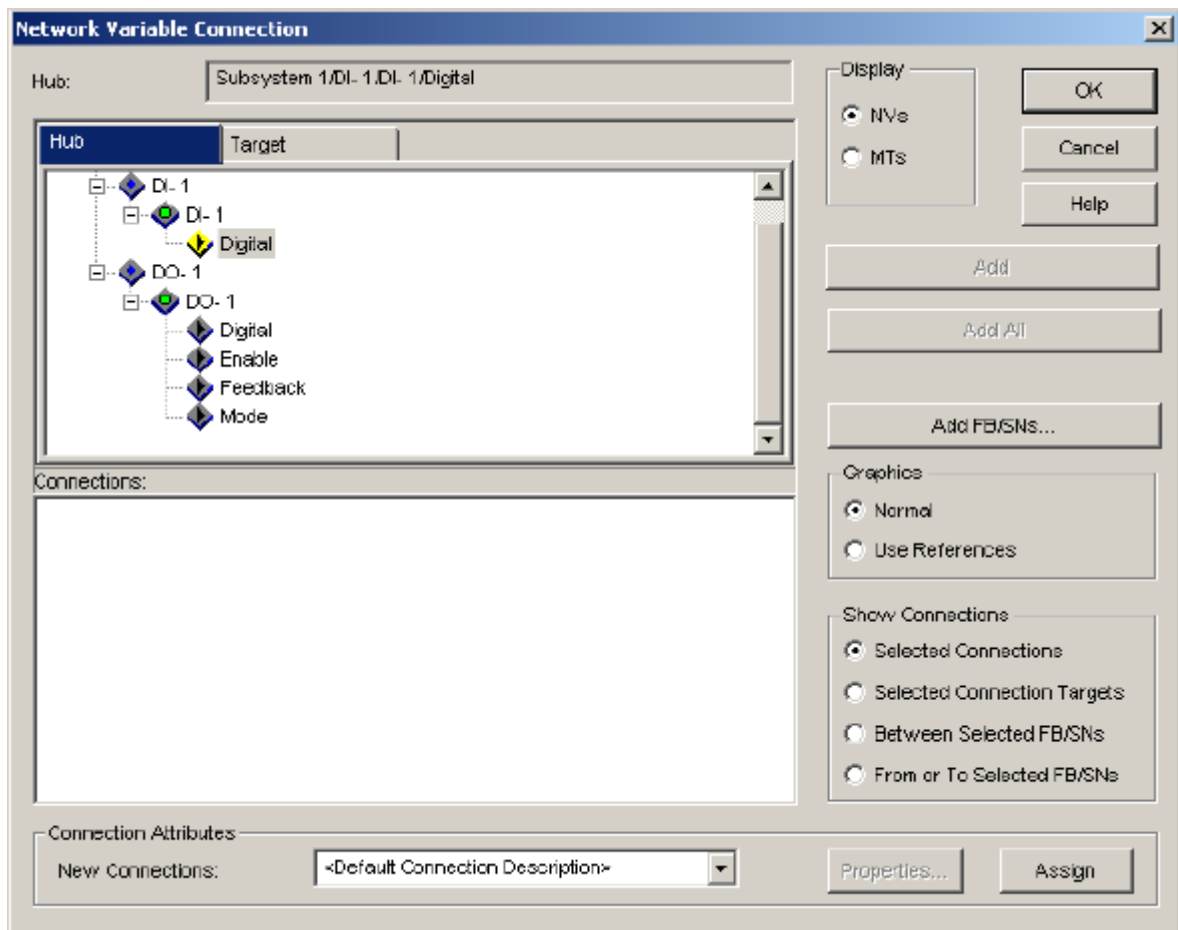 Network Variable Connection
Hub:
Subsystem 1/DI- 1/DI- 1/Digital
Hub
Target
DI- 1
DI- 1
Digital
DO- 1
DO- 1
Digital
Enable
Feedback
Mode
Connections:
Display
NVs
MTs
OK
Cancel
Help
Add
Add All
Add FB/SNs...
Graphics
Normal
Use References
Show Connections
Selected Connections
Selected Connection Targets
Between Selected FB/SNs
From or To Selected FB/SNs
Connection Attributes
New Connections:
<Default Connection Description>
Properties...
Assign